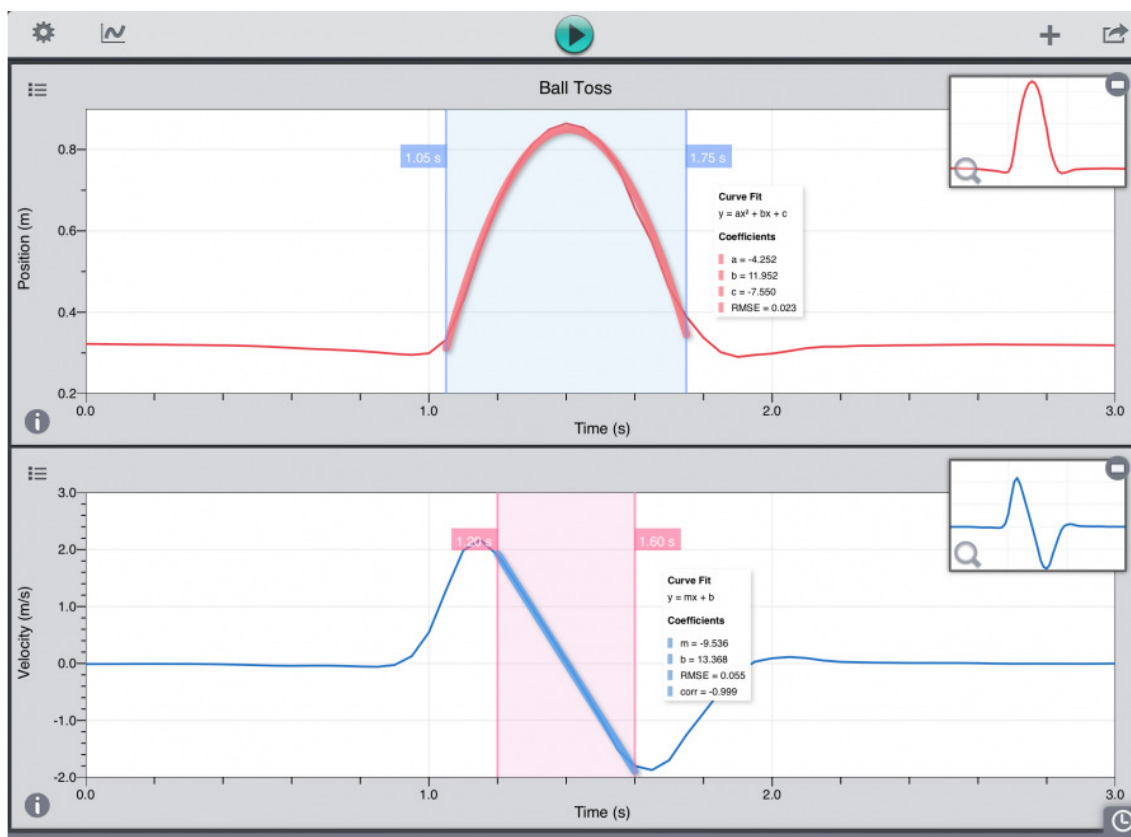 Ball Toss
Position (m)
0.8
0.6
0.4
0.2
1.05 s
1.75 s
Curve Fit
y = ax² + bx + c
Coefficients
a = -4.252
b = 11.952
c = -7.550
RMSE = 0.023
0.0
1.0
2.0
3.0
Time (s)
Velocity (m/s)
3.0
2.0
1.0
0.0
-1.0
-2.0
1.20 s
1.60 s
Curve Fit
y = mx + b
Coefficients
m = -9.536
b = 13.368
RMSE = 0.055
corr = -0.999
0.0
1.0
2.0
3.0
Time (s)